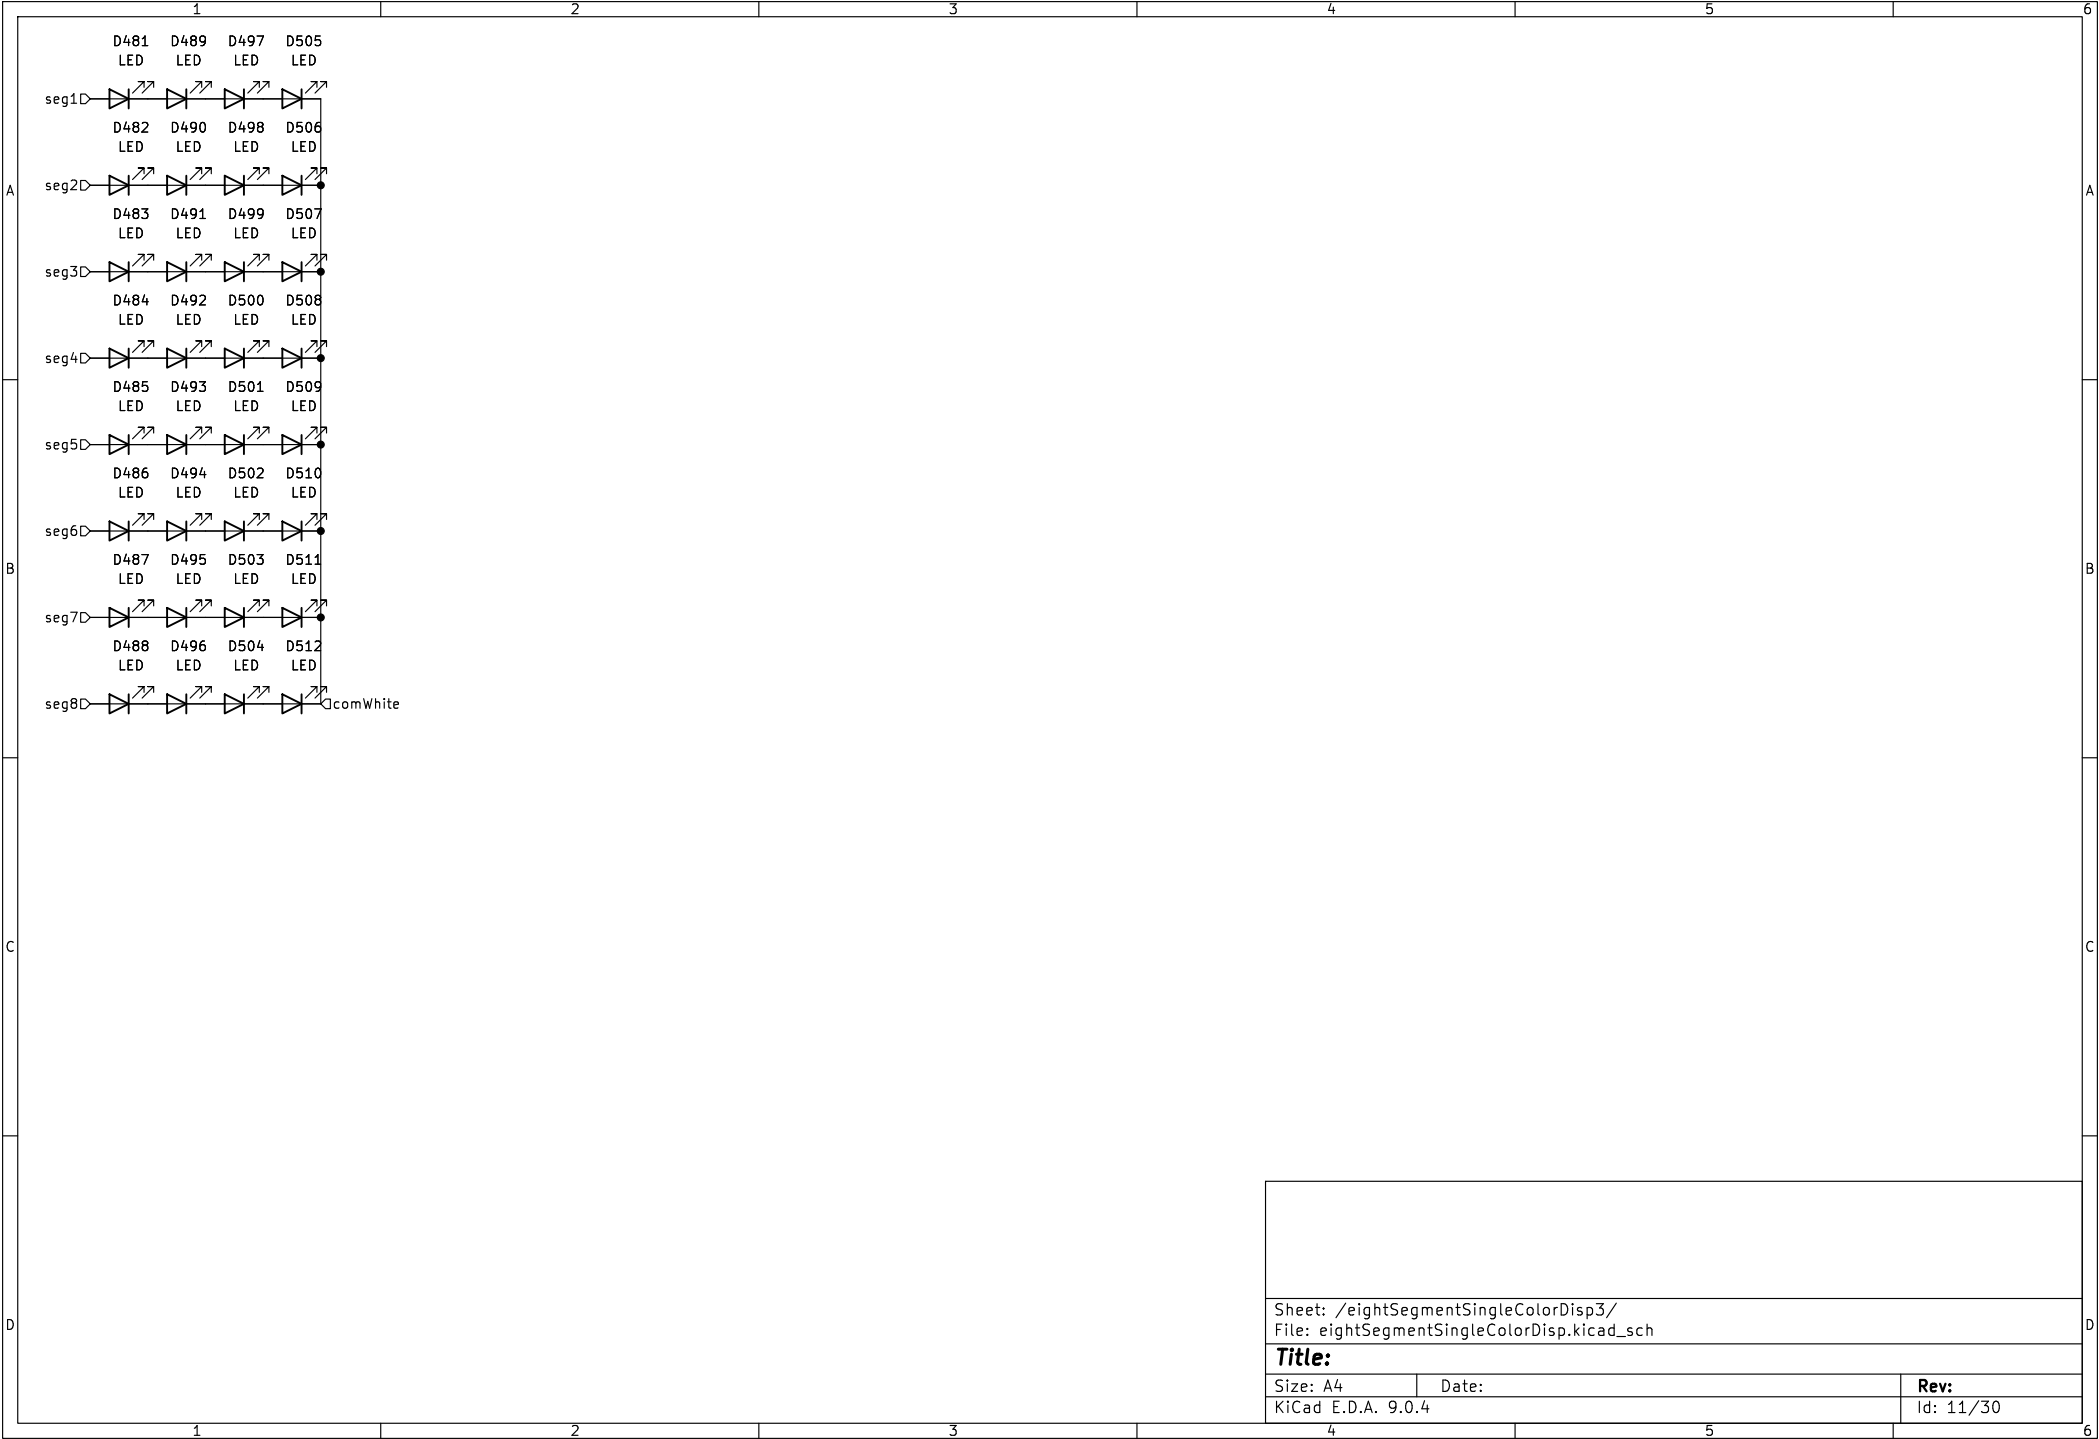 1 2 3 4 5 6
D481 D489 D497 D505
LED LED LED LED
seg1
D482 D490 D498 D506
LED LED LED LED
seg2
A A
D483 D491 D499 D507
LED LED LED LED
seg3
D484 D492 D500 D508
LED LED LED LED
seg4
D485 D493 D501 D509
LED LED LED LED
seg5
D486 D494 D502 D510
LED LED LED LED
seg6
D487 D495 D503 D511
B B
LED LED LED LED
seg7
D488 D496 D504 D512
LED LED LED LED
seg8 comWhite
C C
Sheet: /eightSegmentSingleColorDisp3/
D D
File: eightSegmentSingleColorDisp.kicad_sch
Title:
Size: A4 Date: Rev:
KiCad E.D.A. 9.0.4 Id: 11/30
1 2 3 4 5 6